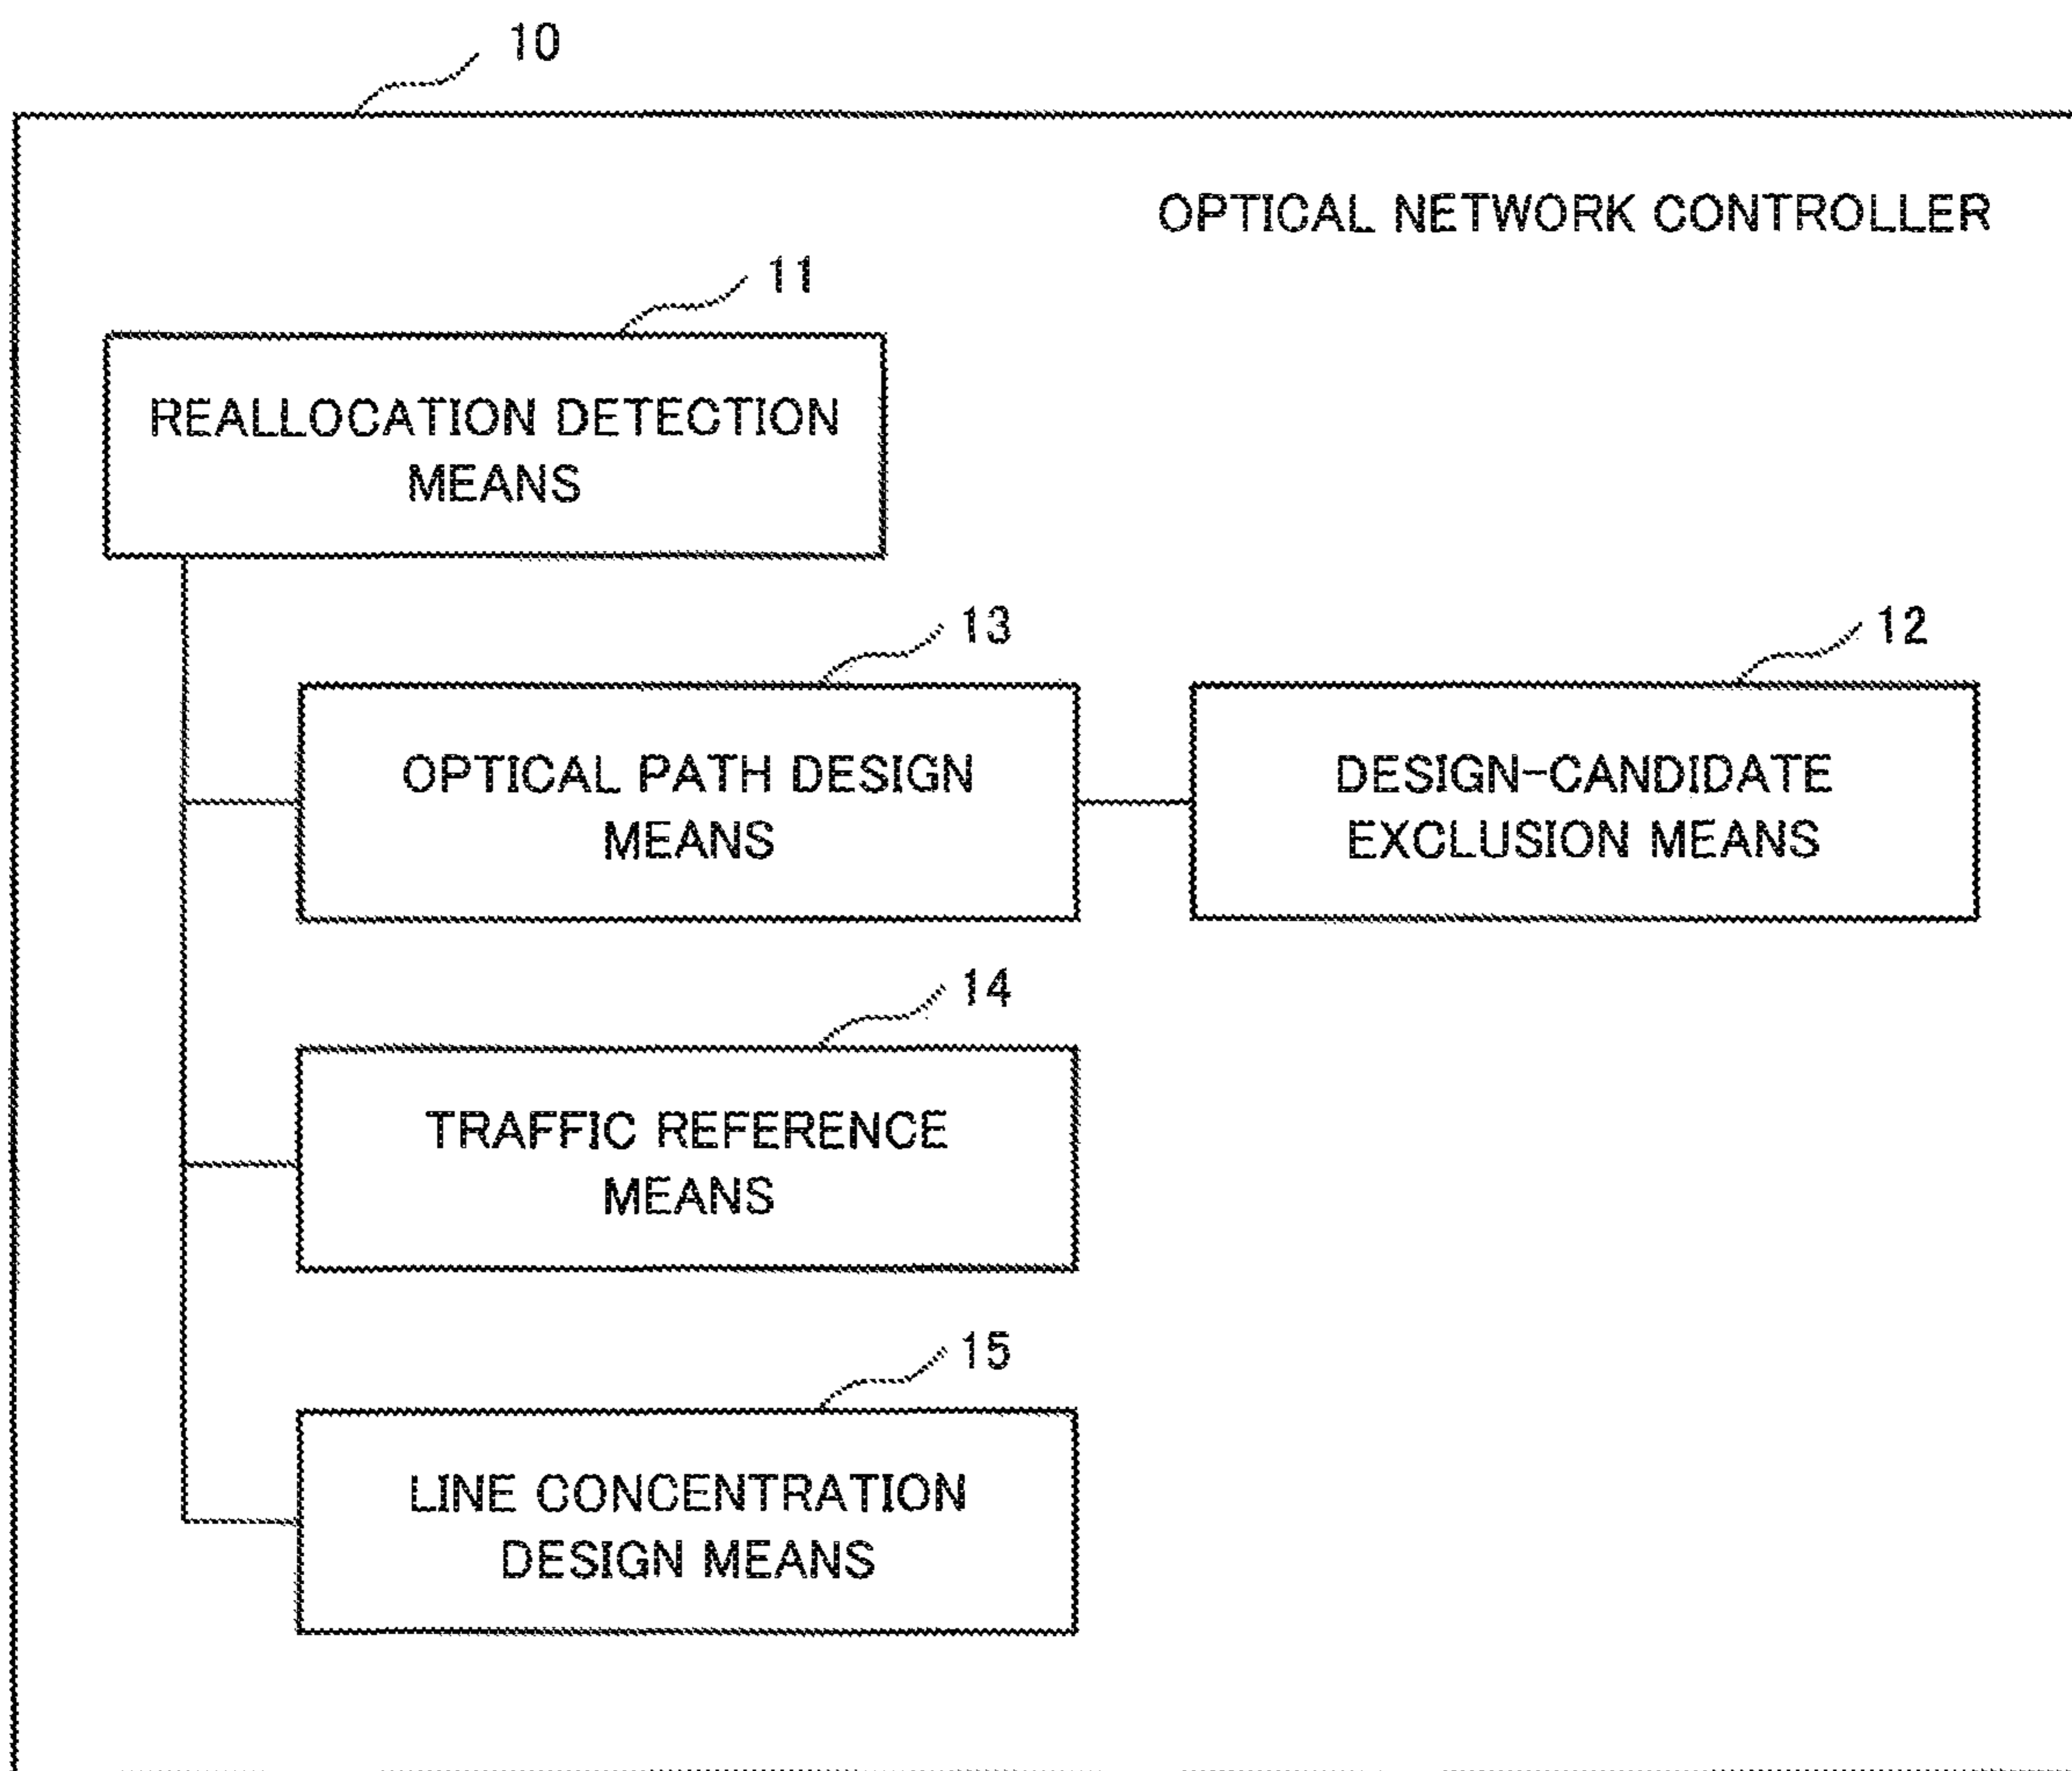 10
OPTICAL NETWORK CONTROLLER
11
REALLOCATION DETECTION
MEANS
13
12
OPTICAL PATH DESIGN
MEANS
DESIGN-CANDIDATE
EXCLUSION MEANS
14
TRAFFIC REFERENCE
MEANS
15
LINE CONCENTRATION
DESIGN MEANS